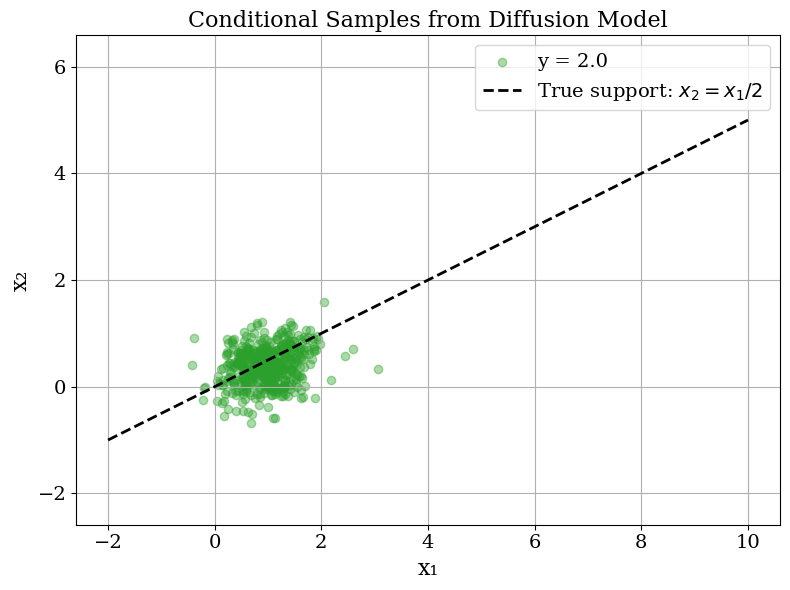 Conditional Samples from Diffusion Model
y = 2.0
True support: x₂ = x₁/2
x₂
6
4
2
0
−2
−2 0 2 4 6 8 10
x₁